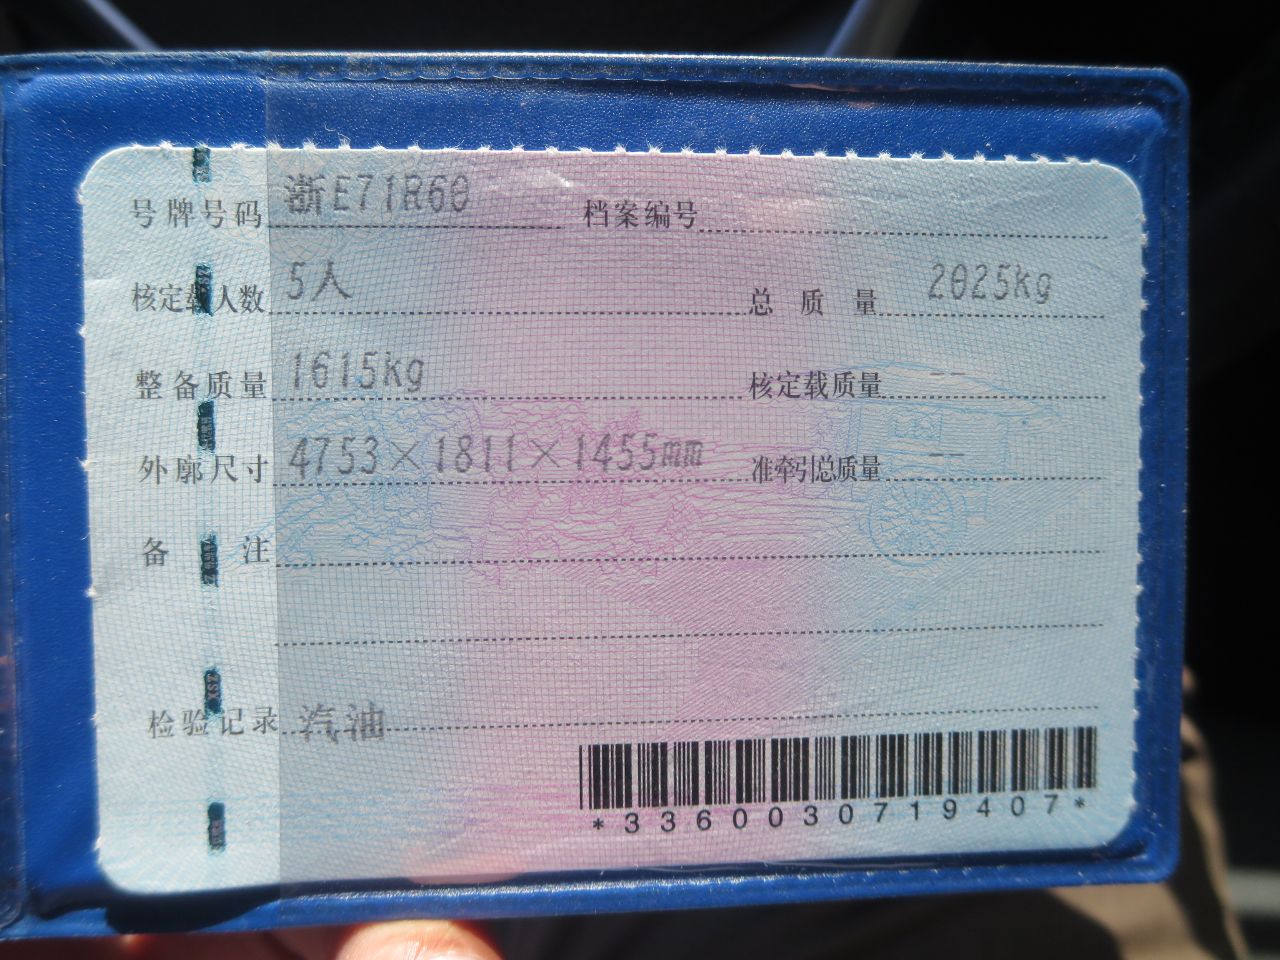 号牌号码 浙E71R60 档案编号
核定载人数 5人 总质量 2025kg
整备质量 1615kg 核定载质量 --
外廓尺寸 4753×1811×1455mm 准牵引总质量 --
备注
检验记录 汽油
*3360030719407*